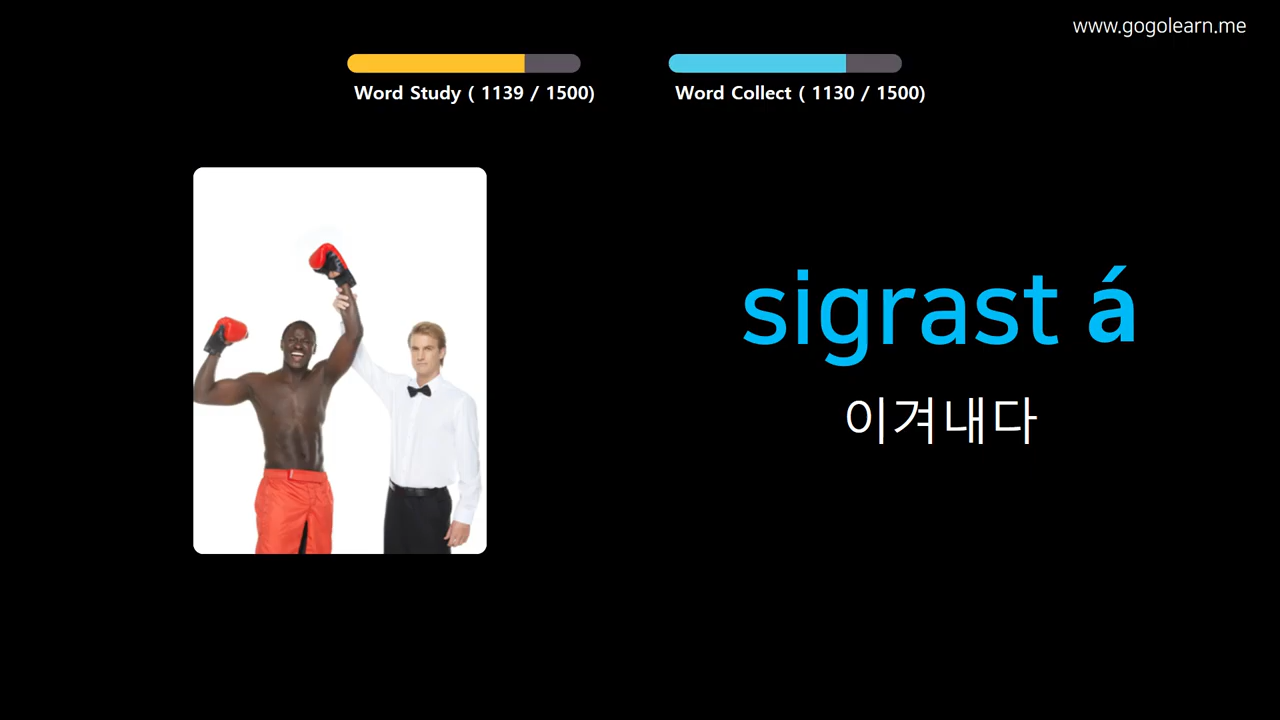 www.gogolearn.me
Word Study ( 1139 / 1500)
Word Collect ( 1130 / 1500)
sigrast á
이겨내다